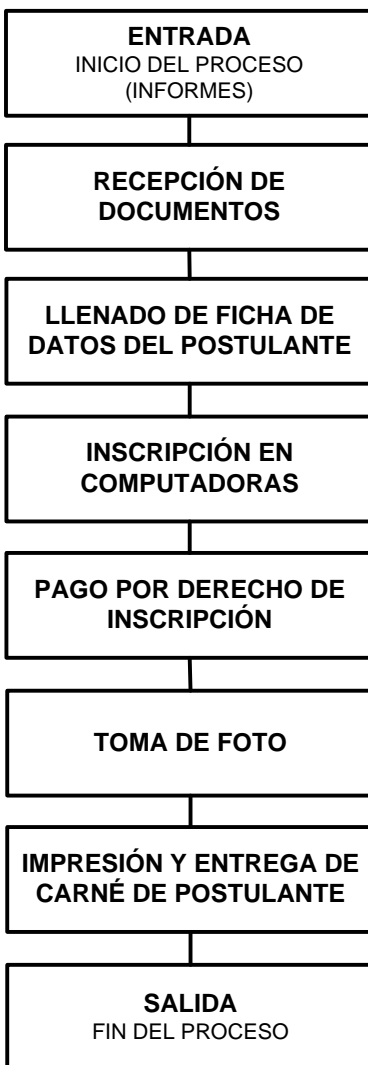 ENTRADA
INICIO DEL PROCESO
(INFORMES)
RECEPCIÓN DE
DOCUMENTOS
LLENADO DE FICHA DE
DATOS DEL POSTULANTE
INSCRIPCIÓN EN
COMPUTADORAS
PAGO POR DERECHO DE
INSCRIPCIÓN
TOMA DE FOTO
IMPRESIÓN Y ENTREGA DE
CARNÉ DE POSTULANTE
SALIDA
FIN DEL PROCESO